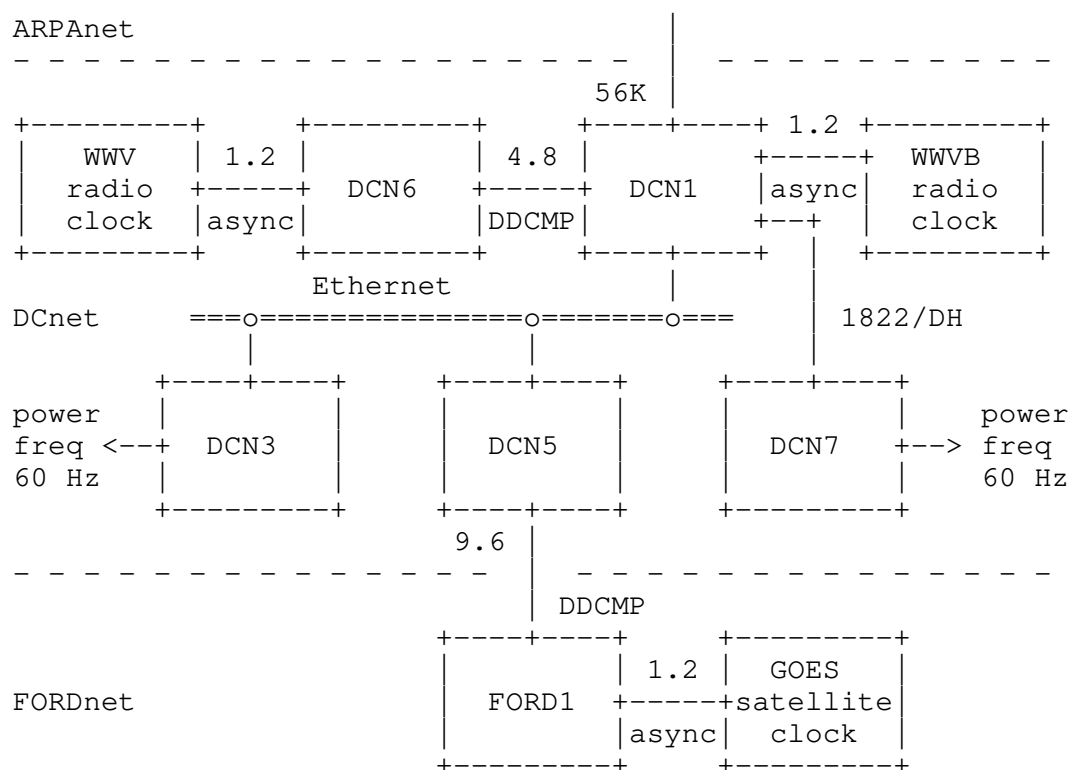 ARPAnet
56K
1.2
WWV 1.2 4.8 WWVB
radio DCN6 DCN1 async radio
clock async DDCMP clock
Ethernet
DCnet 1822/DH
power power
freq DCN3 DCN5 DCN7 freq
60 Hz 60 Hz
9.6
DDCMP
1.2 GOES
FORDnet FORD1 satellite
async clock